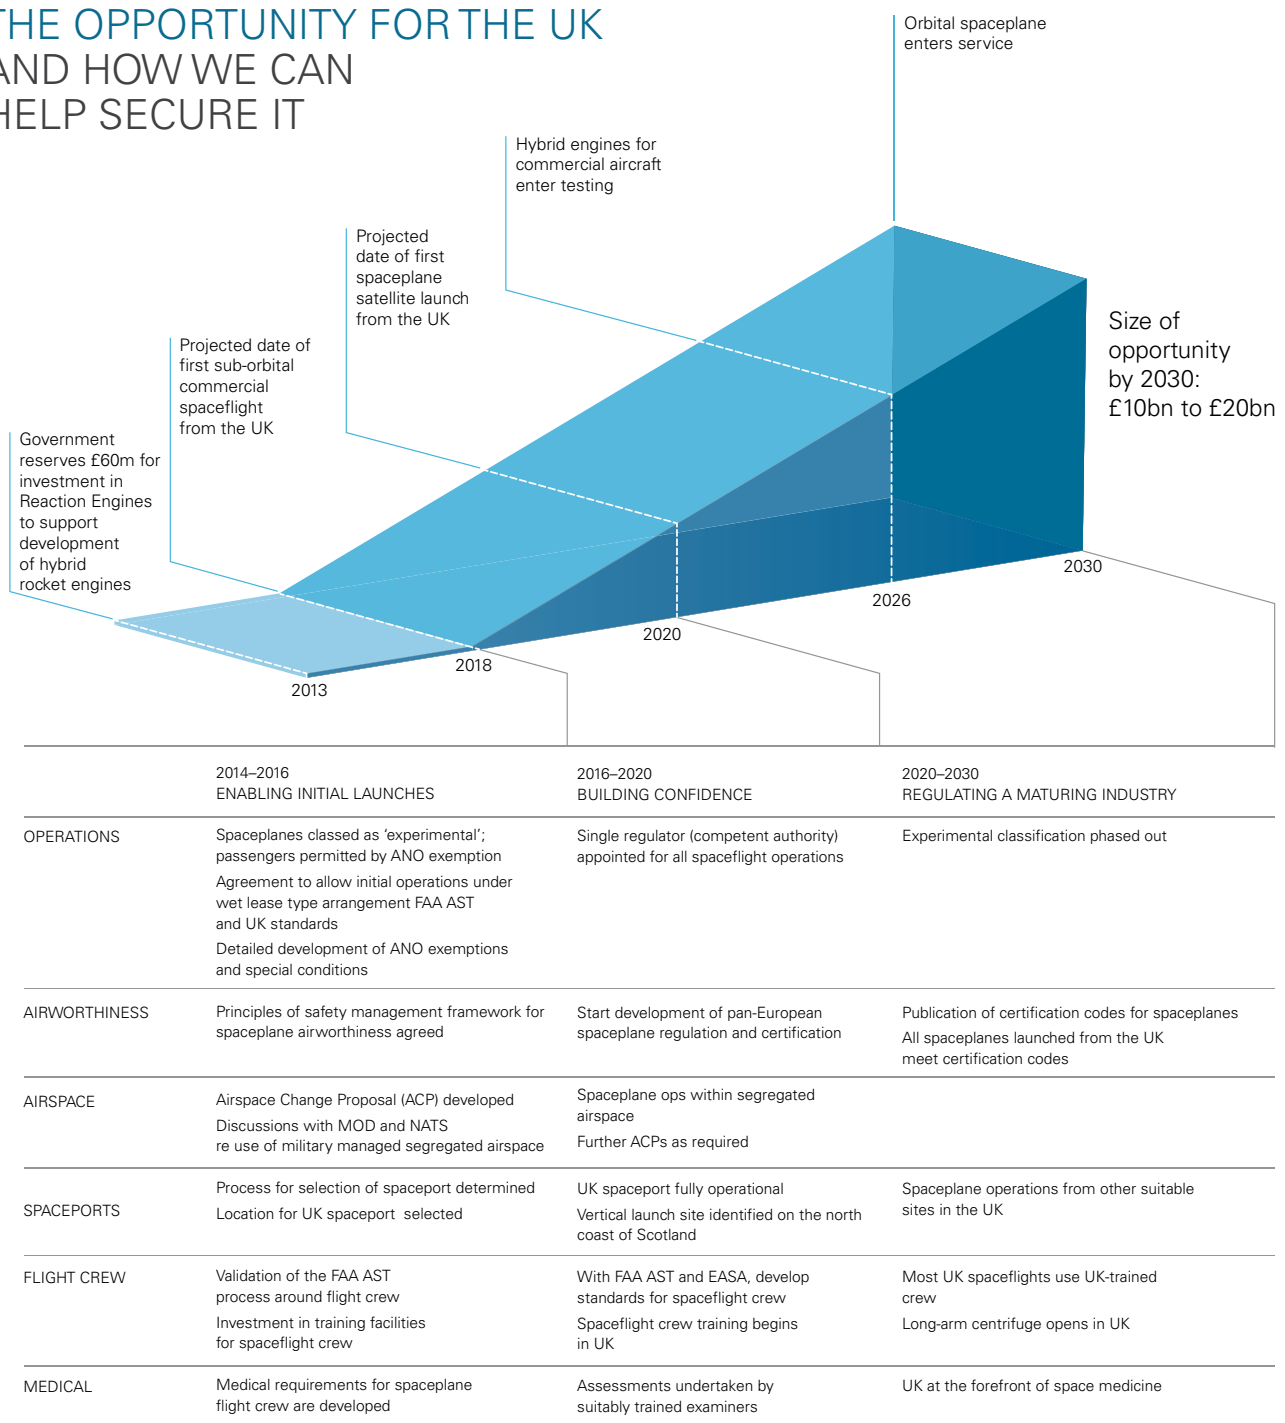 THE OPPORTUNITY FOR THE UK
AND HOW WE CAN
HELP SECURE IT
Orbital spaceplane
enters service
Hybrid engines for
commercial aircraft
enter testing
Projected
date of first
spaceplane
satellite launch
from the UK
Projected date of
first sub-orbital
commercial
spaceflight
from the UK
Government
reserves £60m for
investment in
Reaction Engines
to support
development
of hybrid
rocket engines
Size of
opportunity
by 2030:
£10bn to £20bn
2013
2018
2020
2026
2030
2014–2016
ENABLING INITIAL LAUNCHES
2016–2020
BUILDING CONFIDENCE
2020–2030
REGULATING A MATURING INDUSTRY
OPERATIONS
Spaceplanes classed as ‘experimental’;
passengers permitted by ANO exemption
Agreement to allow initial operations under
wet lease type arrangement FAA AST
and UK standards
Detailed development of ANO exemptions
and special conditions
Single regulator (competent authority)
appointed for all spaceflight operations
Experimental classification phased out
AIRWORTHINESS
Principles of safety management framework for
spaceplane airworthiness agreed
Start development of pan-European
spaceplane regulation and certification
Publication of certification codes for spaceplanes
All spaceplanes launched from the UK
meet certification codes
AIRSPACE
Airspace Change Proposal (ACP) developed
Discussions with MOD and NATS
re use of military managed segregated airspace
Spaceplane ops within segregated
airspace
Further ACPs as required
SPACEPORTS
Process for selection of spaceport determined
Location for UK spaceport selected
UK spaceport fully operational
Vertical launch site identified on the north
coast of Scotland
Spaceplane operations from other suitable
sites in the UK
FLIGHT CREW
Validation of the FAA AST
process around flight crew
Investment in training facilities
for spaceflight crew
With FAA AST and EASA, develop
standards for spaceflight crew
Spaceflight crew training begins
in UK
Most UK spaceflights use UK-trained
crew
Long-arm centrifuge opens in UK
MEDICAL
Medical requirements for spaceplane
flight crew are developed
Assessments undertaken by
suitably trained examiners
UK at the forefront of space medicine